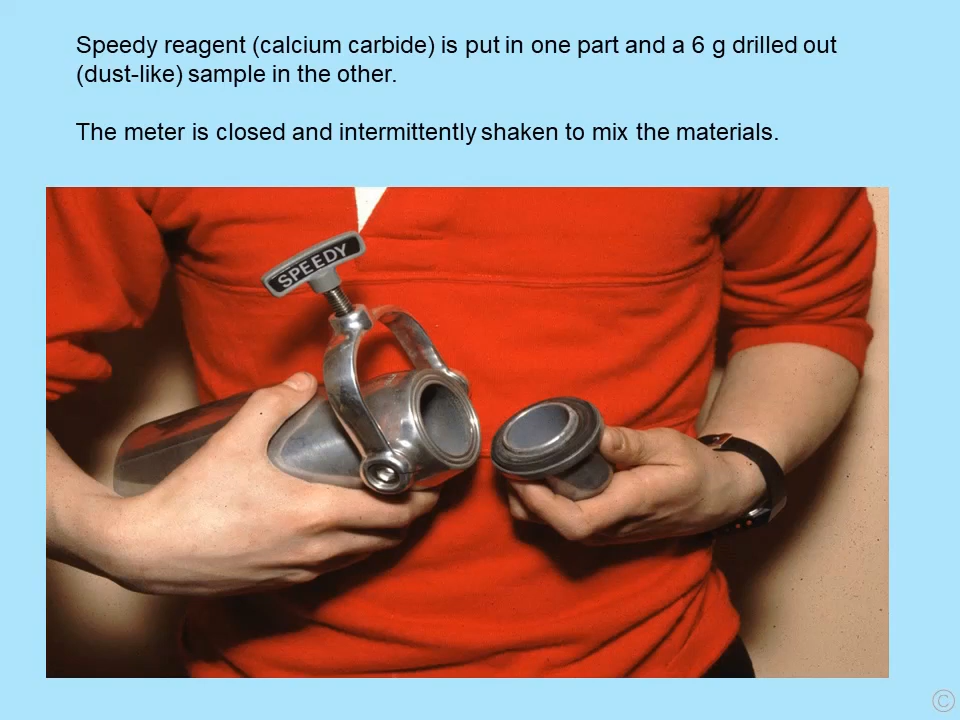 Speedy reagent (calcium carbide) is put in one part and a 6 g drilled out
(dust-like) sample in the other.
The meter is closed and intermittently shaken to mix the materials.
SPEEDY
©